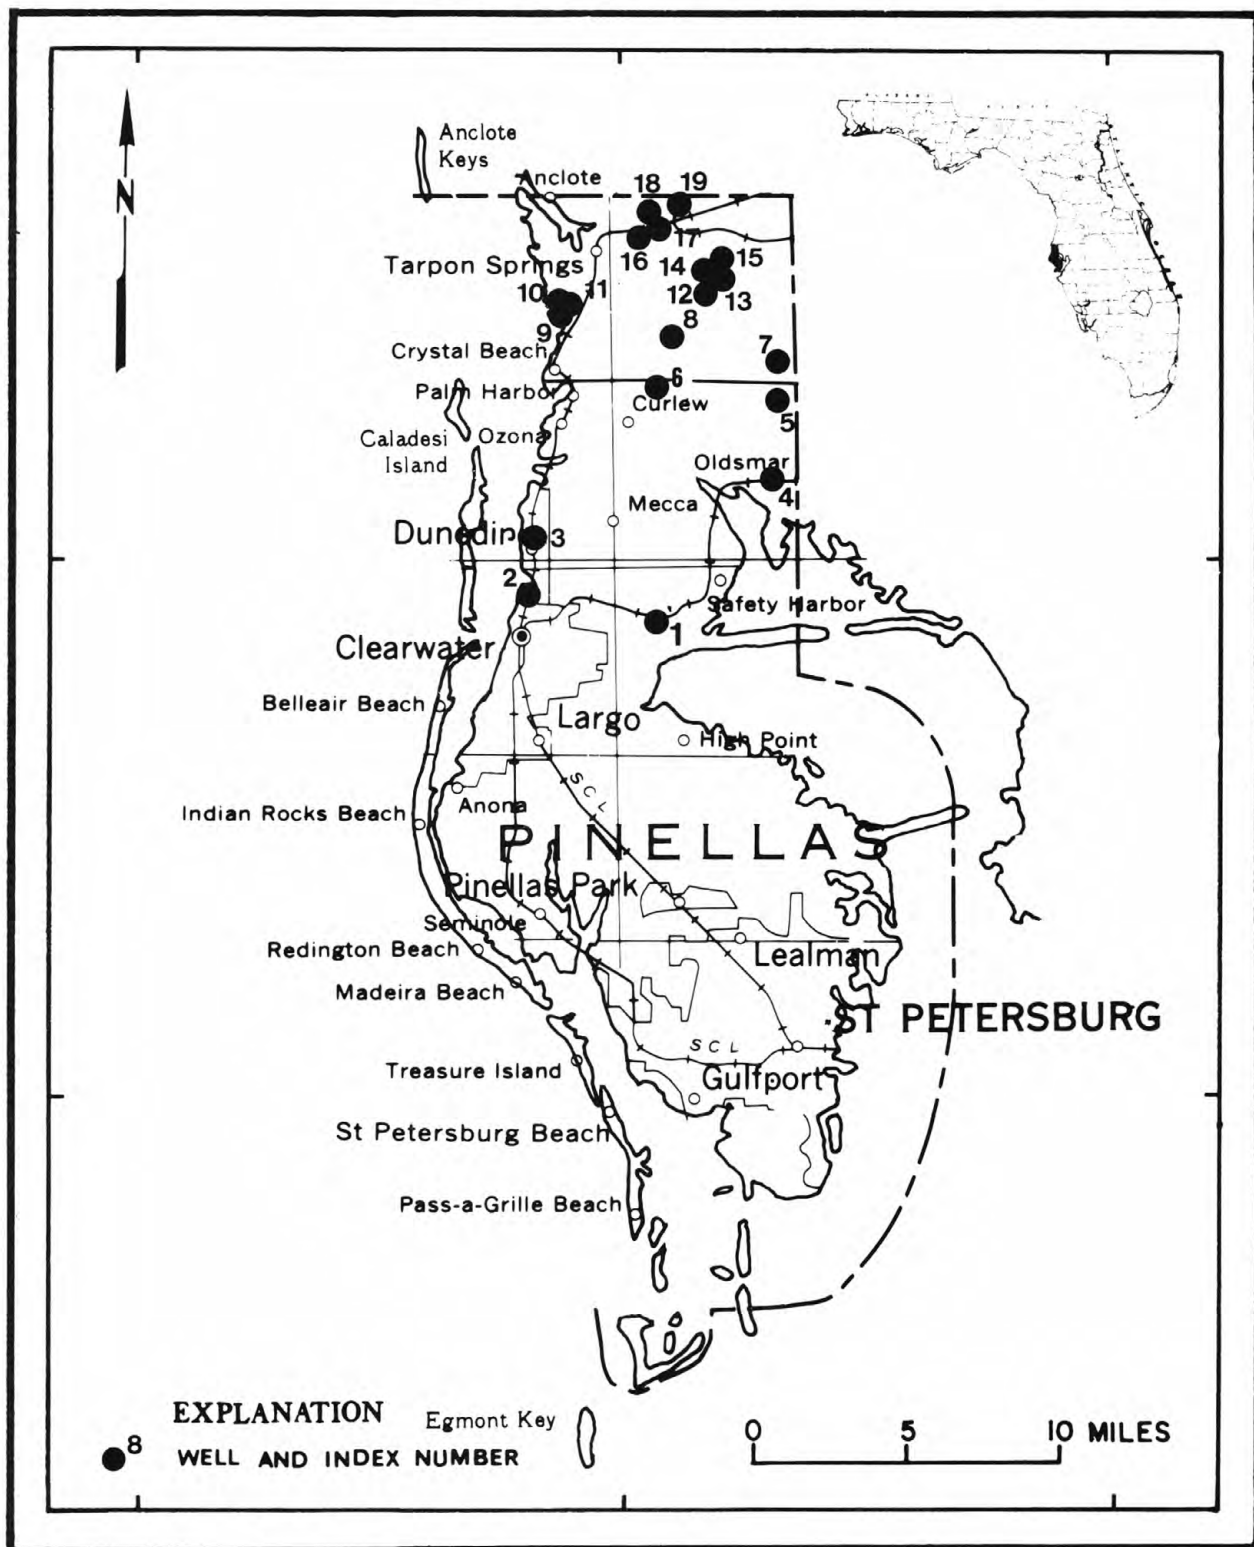 N
Anclote
Keys
Anclote
18
19
17
16
Tarpon Springs
14
15
10
11
12
13
9
8
Crystal Beach
7
6
Palm Harbor
Curlew
5
Caladesi
Island
Ozona
Oldsmar
4
Mecca
Dunedin
3
2
Safety Harbor
1
Clearwater
Belleair Beach
Largo
High Point
SCL
Anona
Indian Rocks Beach
PINELLAS
Pinellas Park
Seminole
Redington Beach
Lealman
Madeira Beach
ST PETERSBURG
SCL
Treasure Island
Gulfport
St Petersburg Beach
Pass-a-Grille Beach
EXPLANATION
Egmont Key
8
WELL AND INDEX NUMBER
0 5 10 MILES